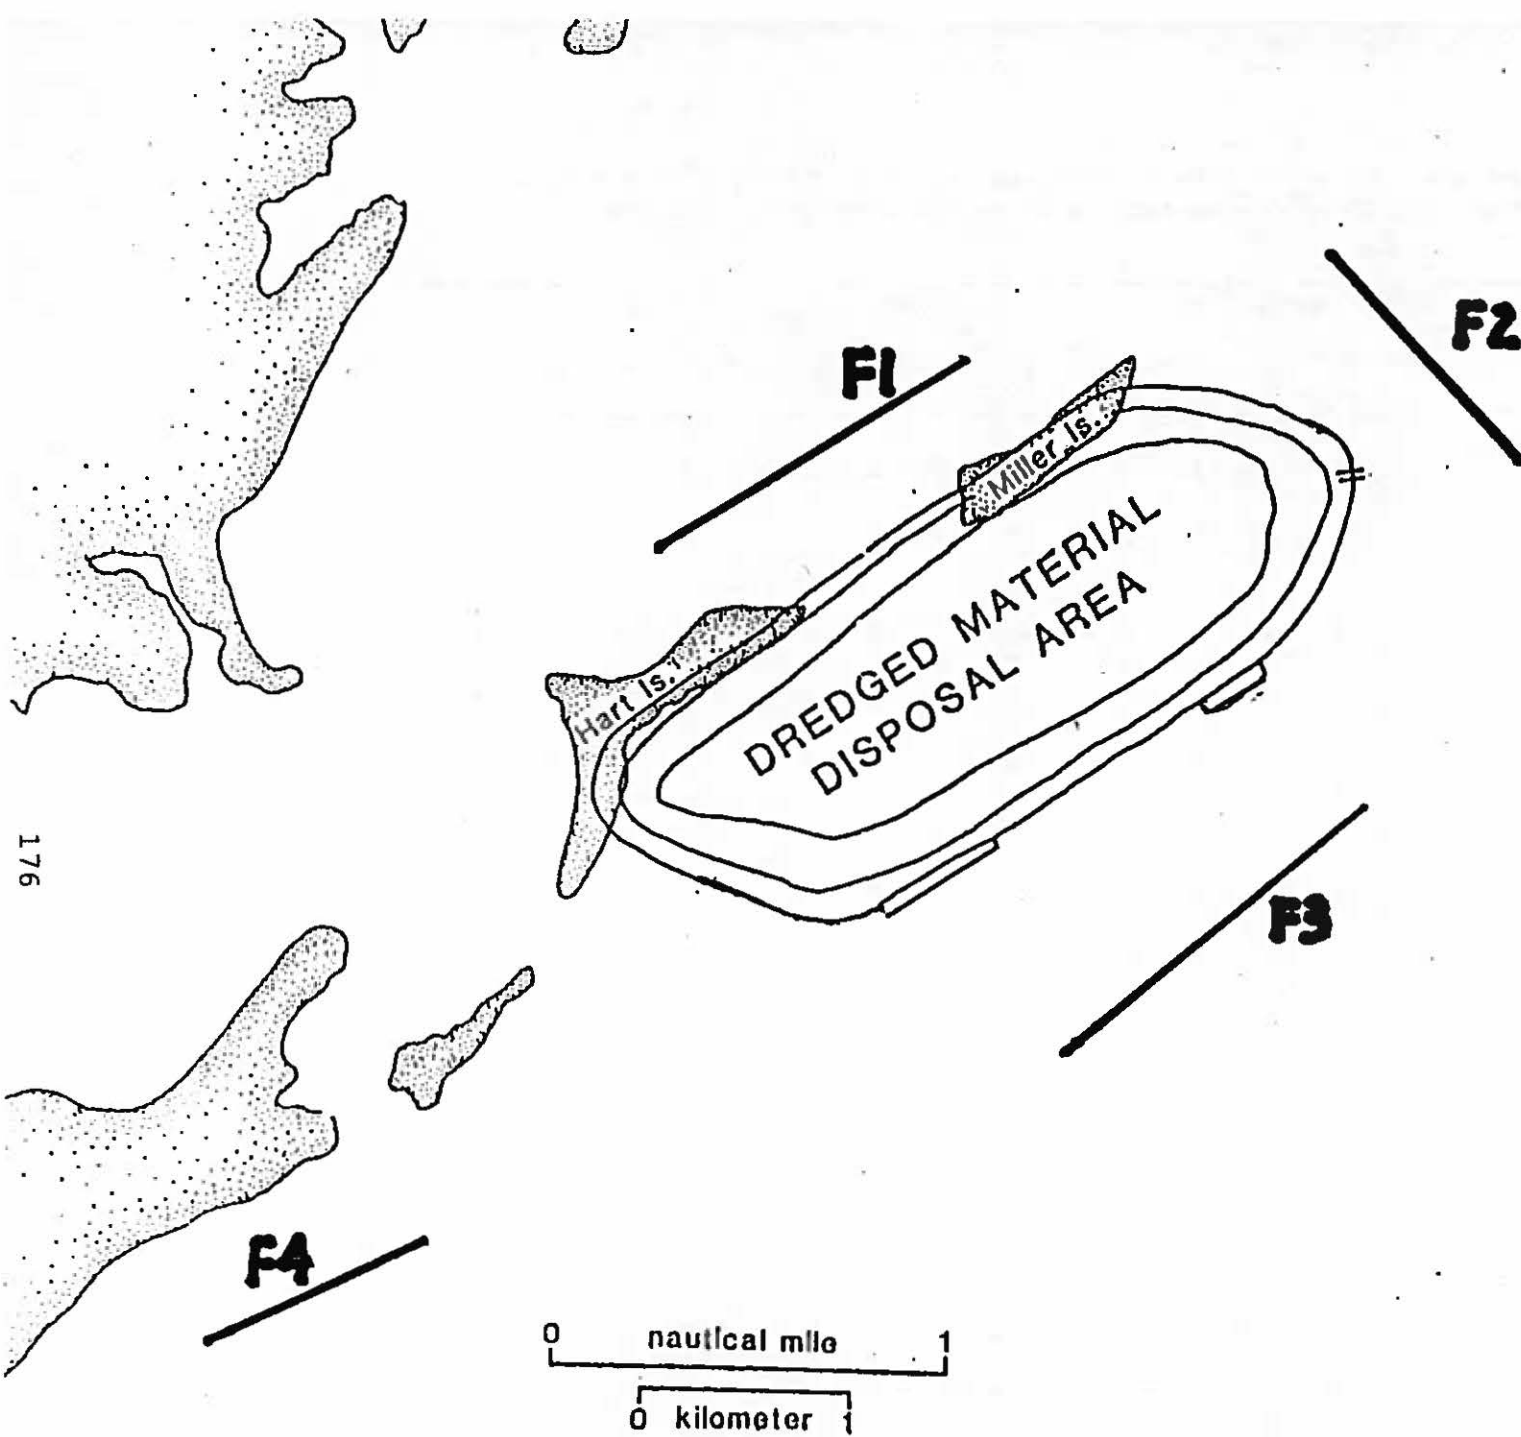 F1
F2
Miller Is.
Hart Is.
DREDGED MATERIAL
DISPOSAL AREA
176
F3
F4
0 nautical mile 1
0 kilometer 1